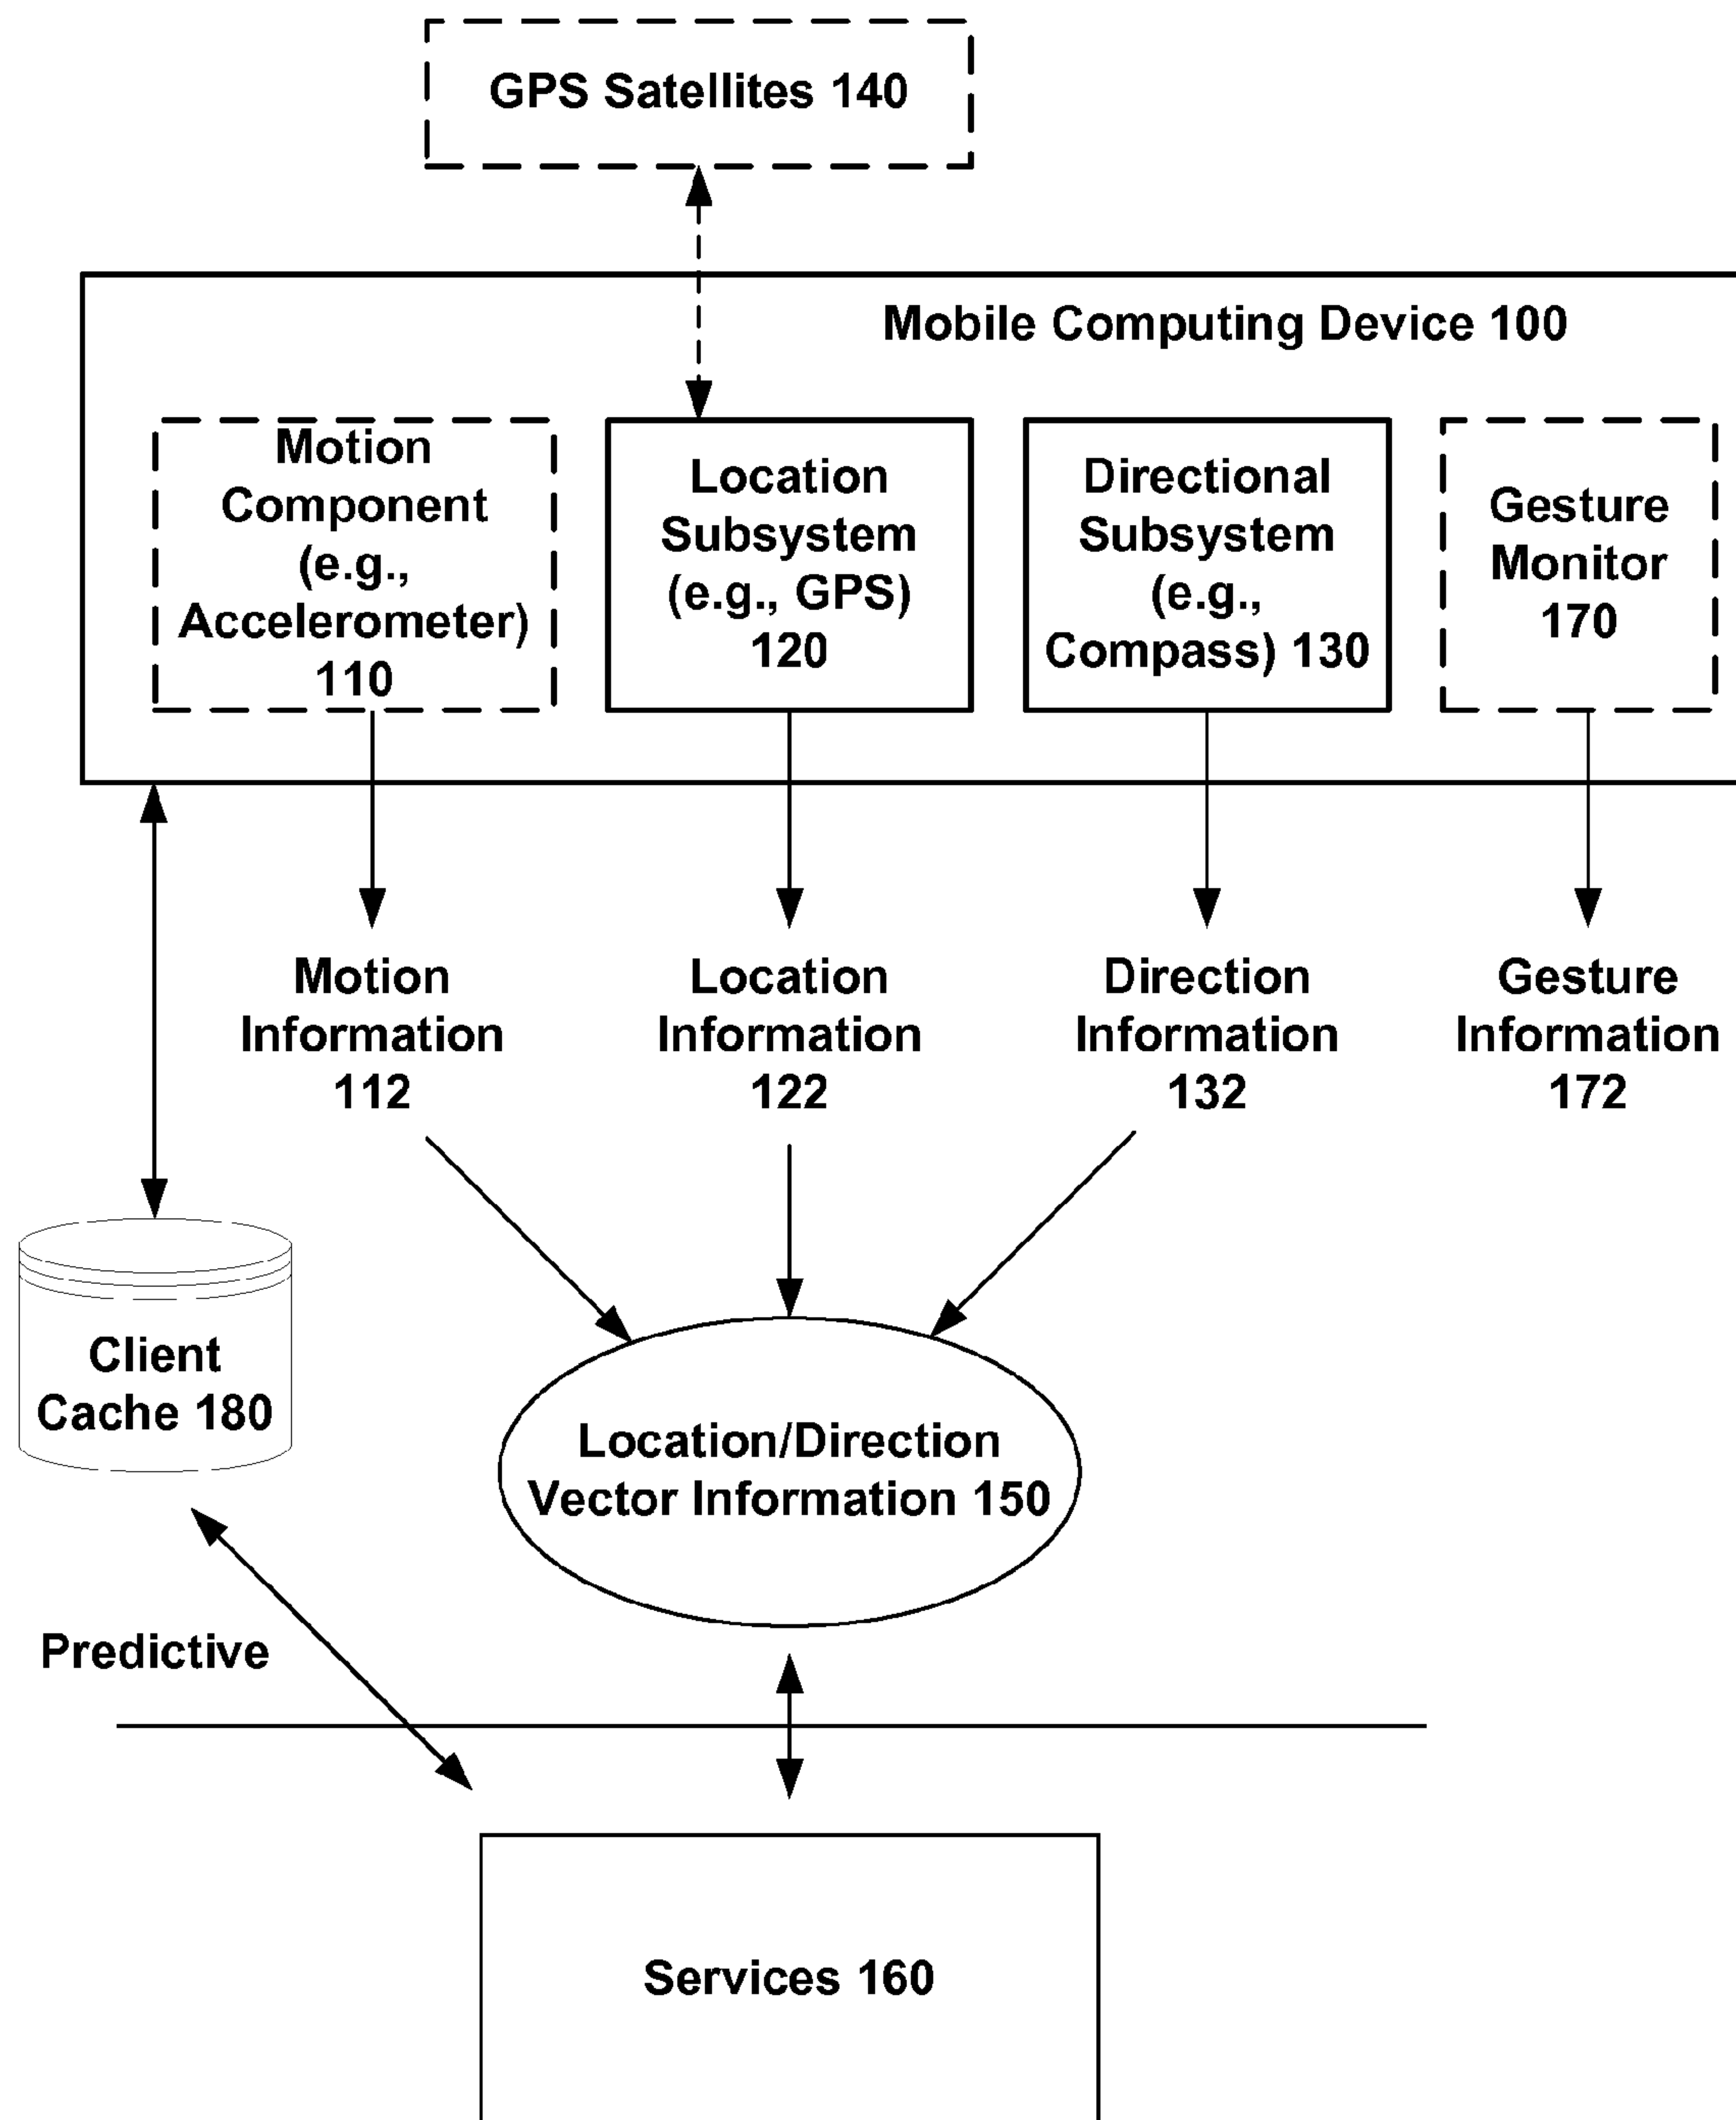 GPS Satellites 140
Mobile Computing Device 100
Motion
Component
(e.g.,
Accelerometer)
110
Location
Subsystem
(e.g., GPS)
120
Directional
Subsystem
(e.g.,
Compass) 130
Gesture
Monitor
170
Motion
Information
112
Location
Information
122
Direction
Information
132
Gesture
Information
172
Client
Cache 180
Location/Direction
Vector Information 150
Predictive
Services 160